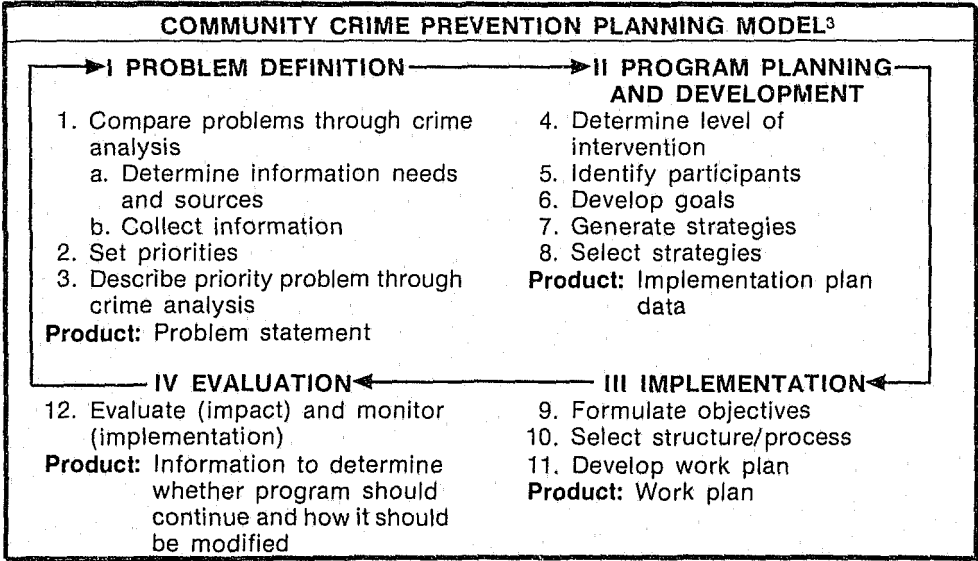 COMMUNITY CRIME PREVENTION PLANNING MODEL³
I PROBLEM DEFINITION
1. Compare problems through crime
analysis
a. Determine information needs
and sources
b. Collect information
2. Set priorities
3. Describe priority problem through
crime analysis
Product: Problem statement
II PROGRAM PLANNING
AND DEVELOPMENT
4. Determine level of
intervention
5. Identify participants
6. Develop goals
7. Generate strategies
8. Select strategies
Product: Implementation plan
data
III IMPLEMENTATION
9. Formulate objectives
10. Select structure/process
11. Develop work plan
Product: Work plan
IV EVALUATION
12. Evaluate (impact) and monitor
(implementation)
Product: Information to determine
whether program should
continue and how it should
be modified